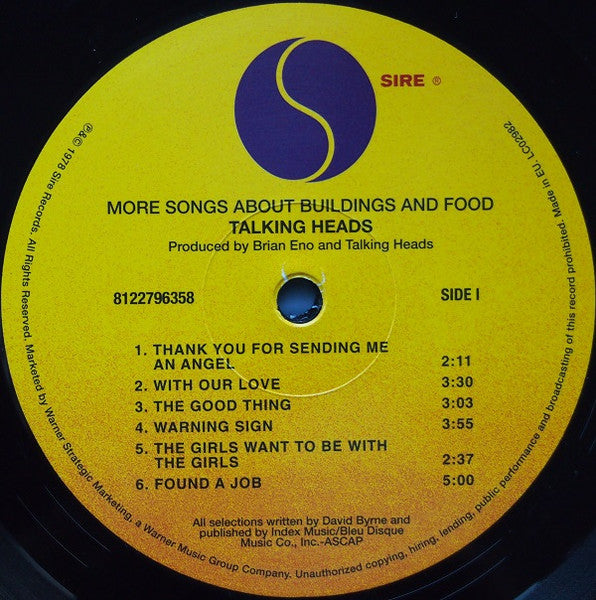 SIRE ®
MORE SONGS ABOUT BUILDINGS AND FOOD
TALKING HEADS
Produced by Brian Eno and Talking Heads
8122796358
SIDE I
1. THANK YOU FOR SENDING ME
AN ANGEL 2:11
2. WITH OUR LOVE 3:30
3. THE GOOD THING 3:03
4. WARNING SIGN 3:55
5. THE GIRLS WANT TO BE WITH
THE GIRLS 2:37
6. FOUND A JOB 5:00
All selections written by David Byrne and
published by Index Music/Bleu Disque
Music Co., Inc.-ASCAP
℗&© 1978 Sire Records. All Rights Reserved. Marketed by Warner Strategic Marketing, a Warner Music Group Company. Unauthorized copying, hiring, lending, public performance and broadcasting of this record prohibited. Made in EU. LC02982